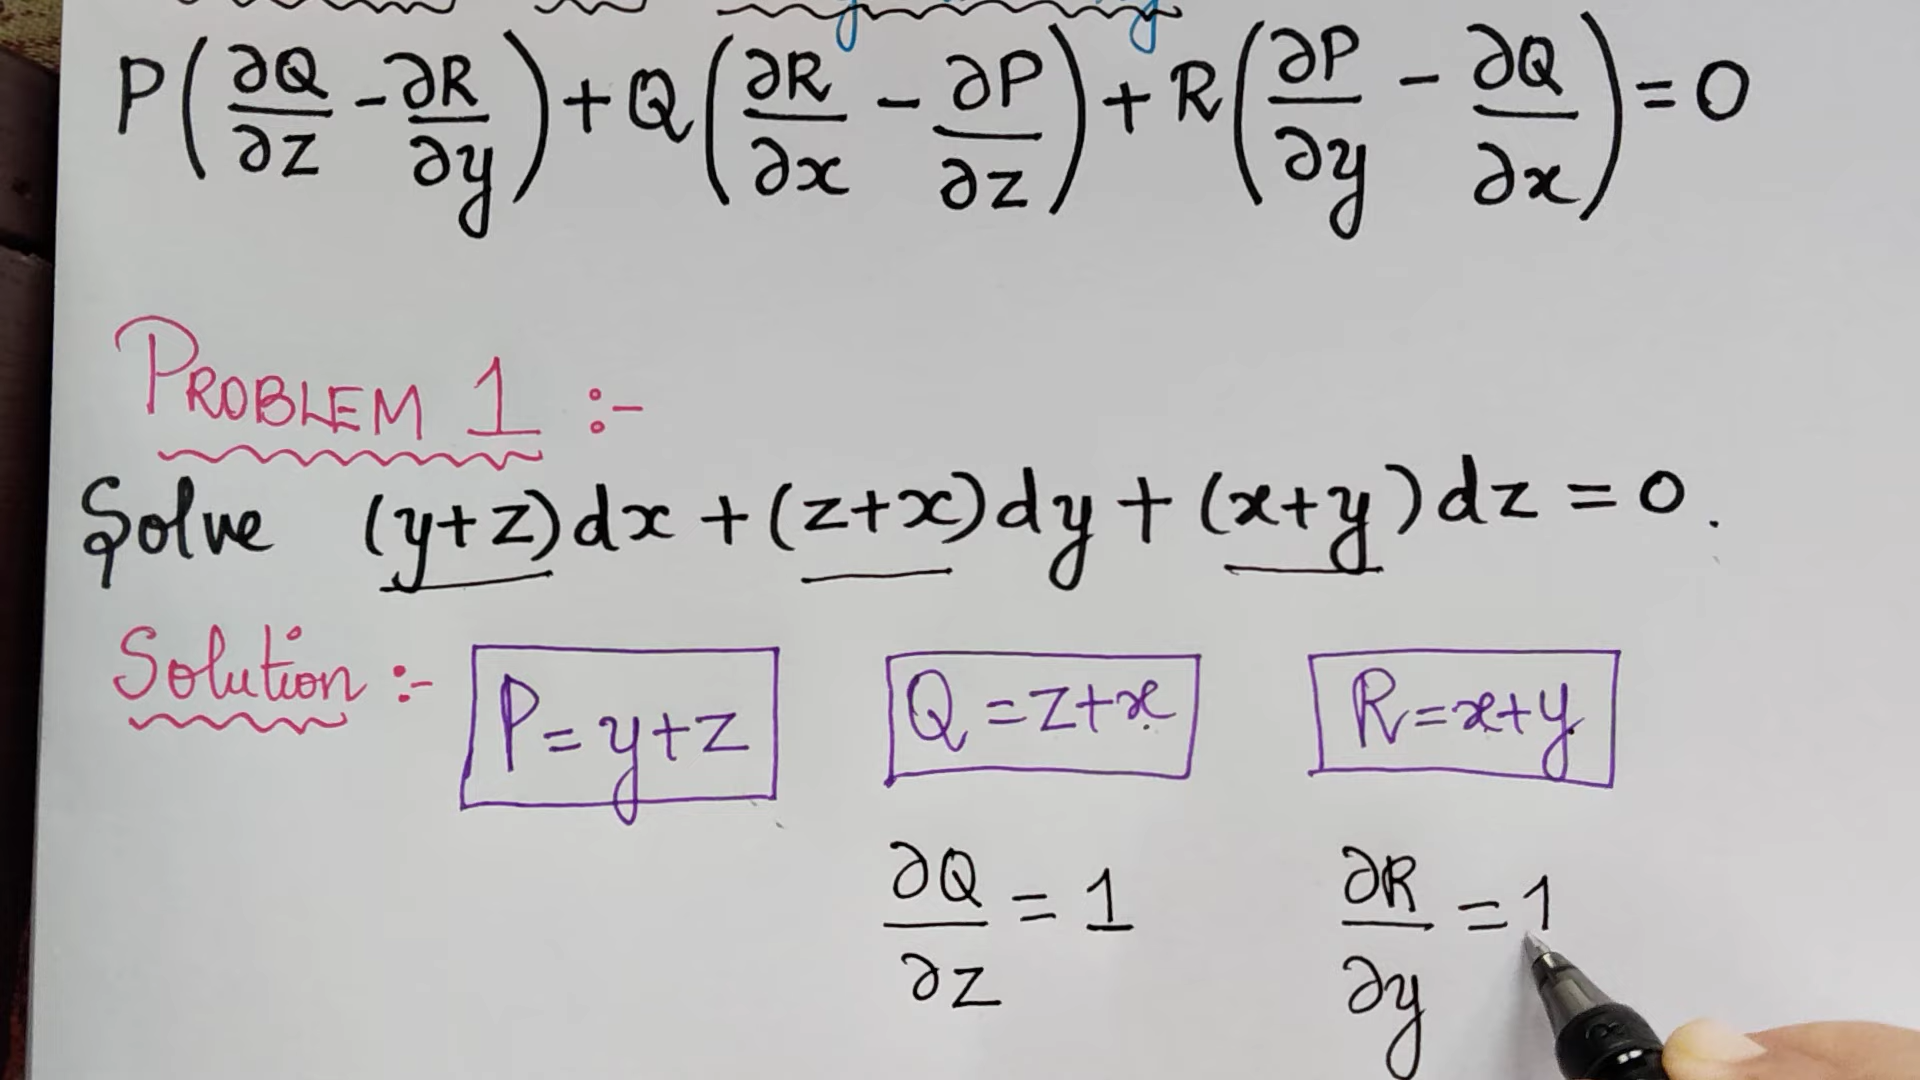 P(∂Q/∂z - ∂R/∂y) + Q(∂R/∂x - ∂P/∂z) + R(∂P/∂y - ∂Q/∂x) = 0
PROBLEM 1 :-
Solve (y+z)dx + (z+x)dy + (x+y)dz = 0.
Solution :- P = y+z Q = z+x R = x+y
∂Q/∂z = 1 ∂R/∂y = 1